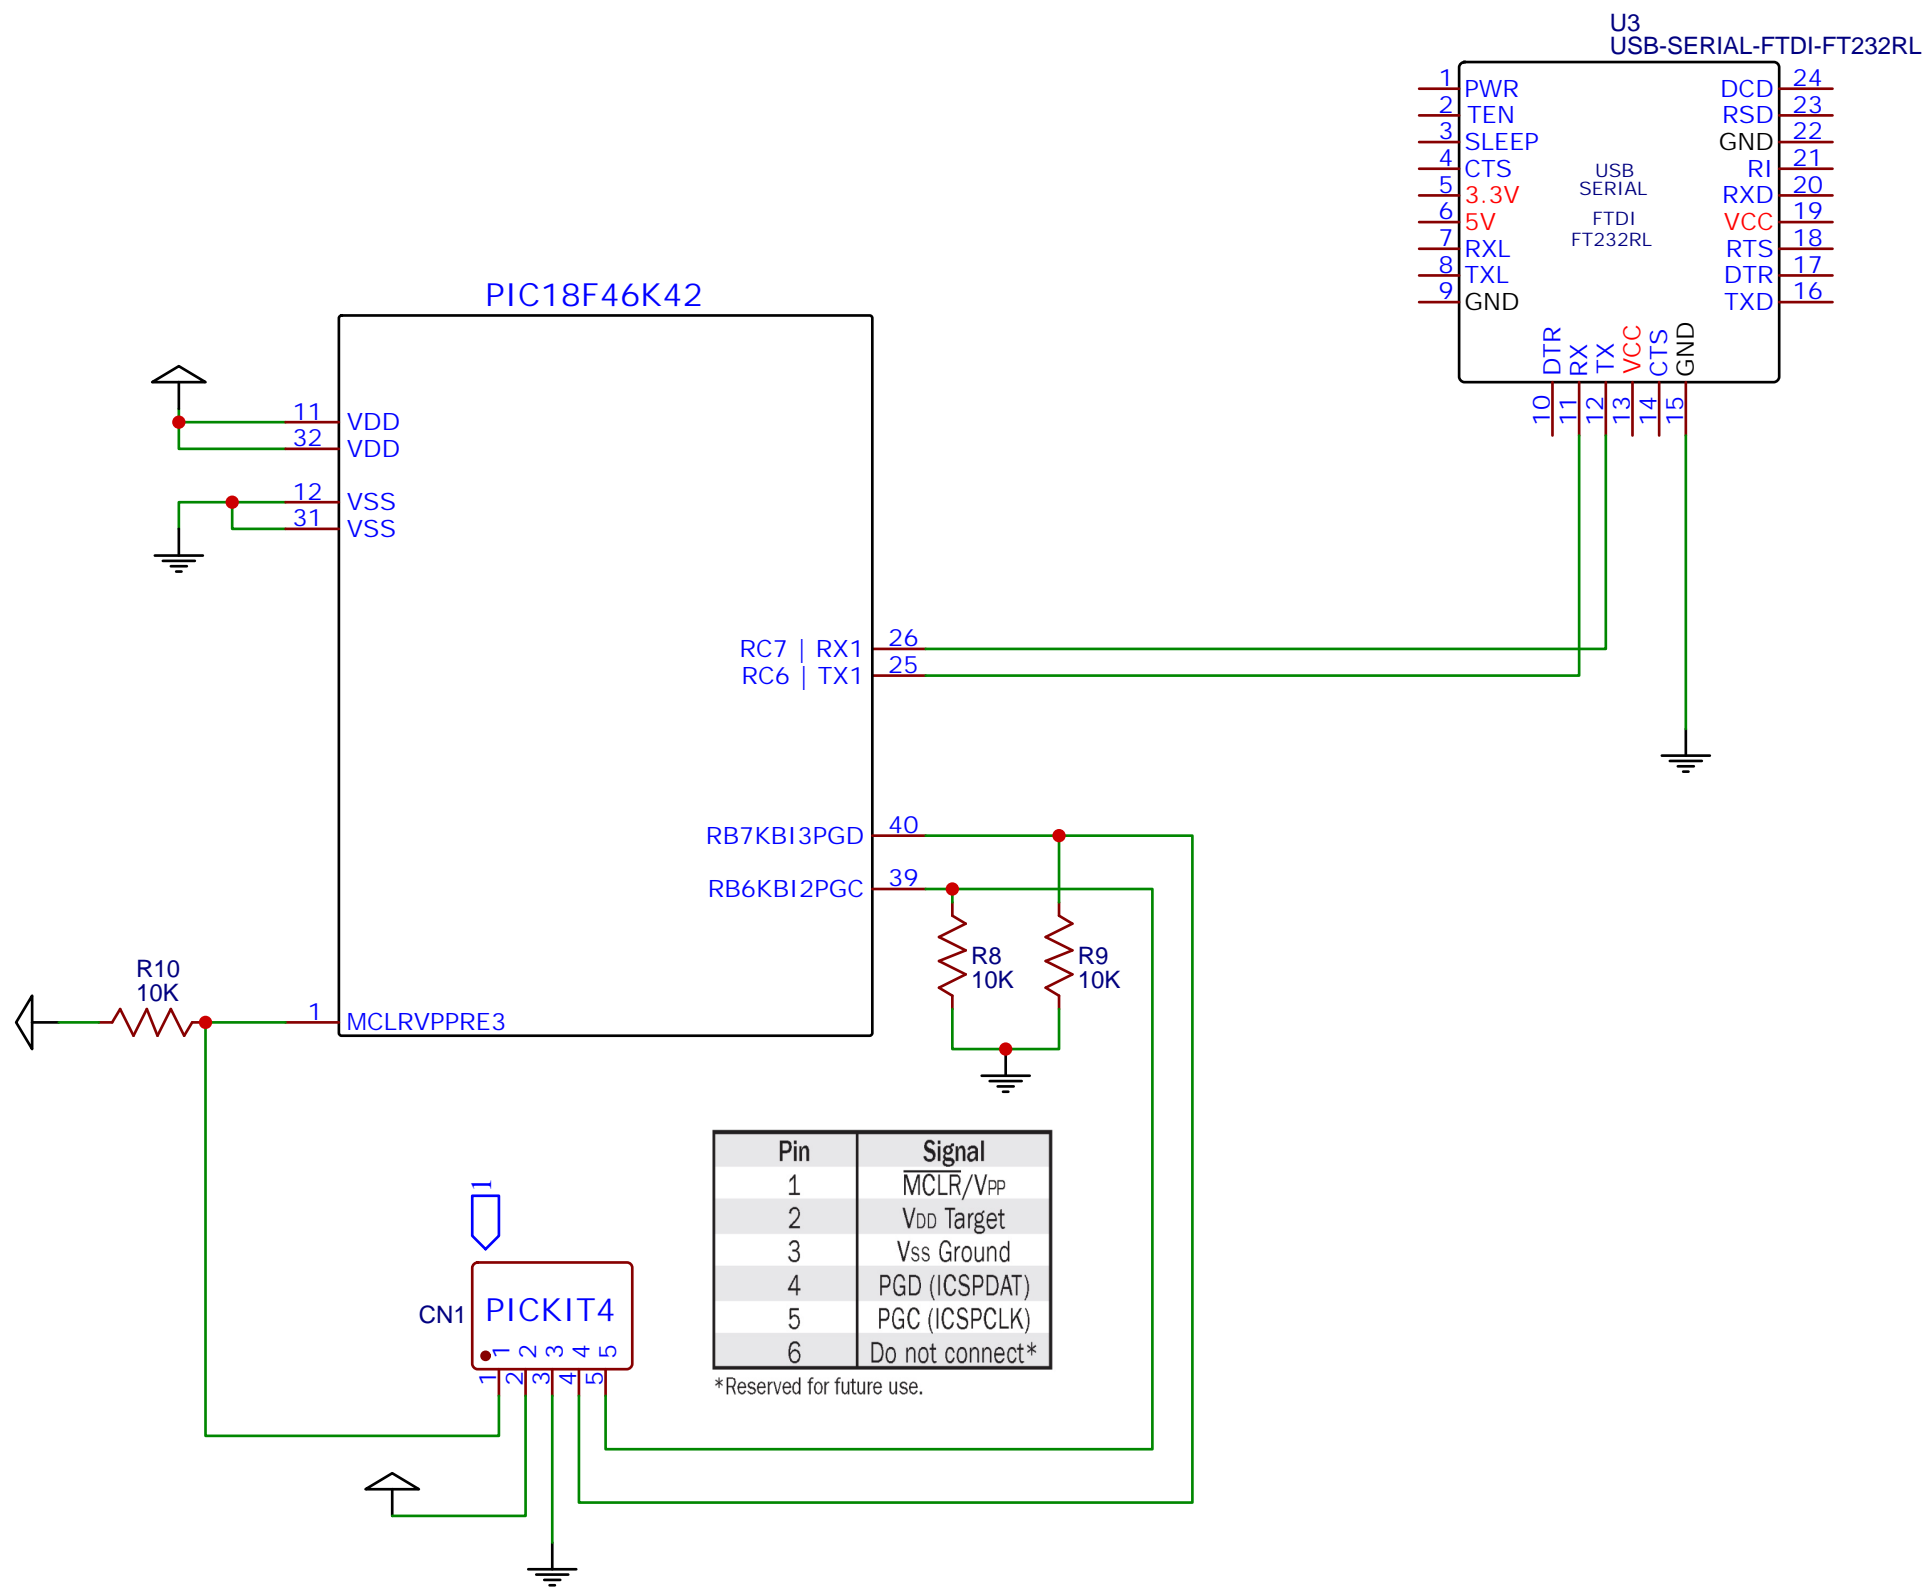 U3
USB-SERIAL-FTDI-FT232RL
1 PWR
2 TEN
3 SLEEP
4 CTS
5 3.3V
6 5V
7 RXL
8 TXL
9 GND
USB
SERIAL
FTDI
FT232RL
DCD 24
RSD 23
GND 22
RI 21
RXD 20
VCC 19
RTS 18
DTR 17
TXD 16
DTR 10
RX 11
TX 12
VCC 13
CTS 14
GND 15
PIC18F46K42
11 VDD
32 VDD
12 VSS
31 VSS
RC7 | RX1 26
RC6 | TX1 25
RB7KBI3PGD 40
RB6KBI2PGC 39
R8
10K
R9
10K
R10
10K
1 MCLRVPPRE3
Pin Signal
1 MCLR/VPP
2 VDD Target
3 VSS Ground
4 PGD (ICSPDAT)
5 PGC (ICSPCLK)
6 Do not connect*
*Reserved for future use.
1
CN1 PICKIT4
1 2 3 4 5
1 2 3 4 5